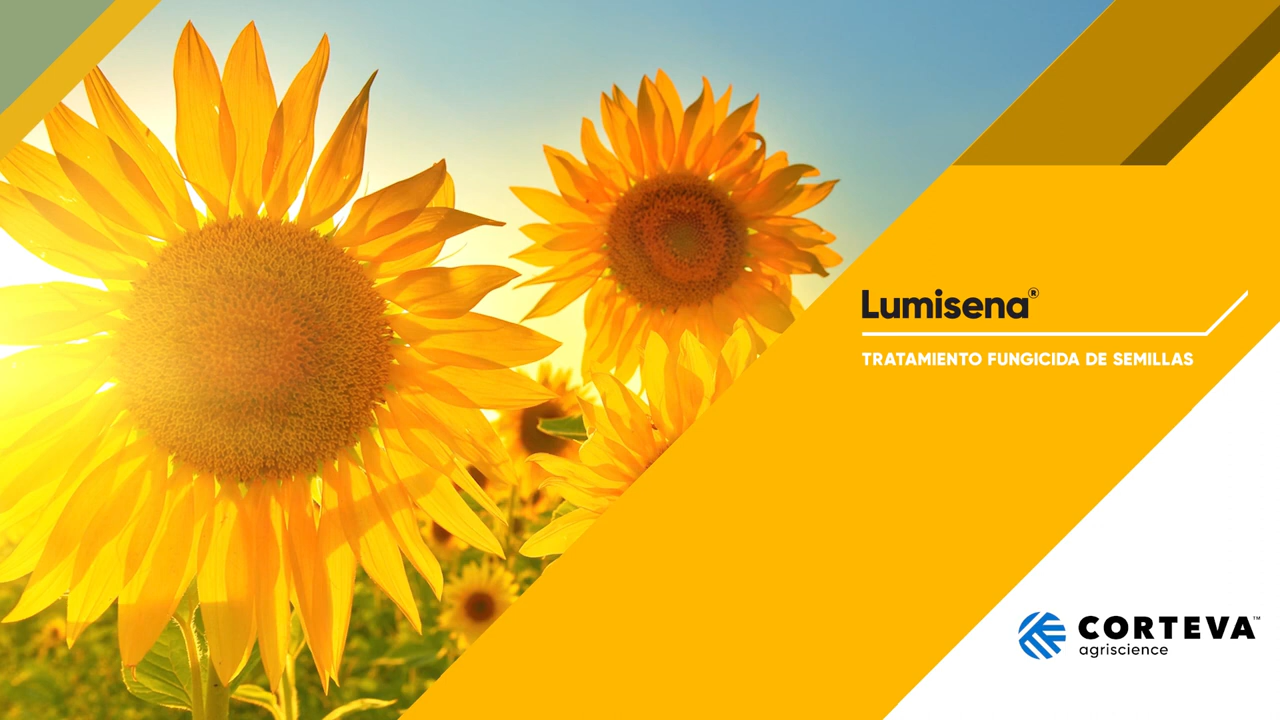 Lumisena®
TRATAMIENTO FUNGICIDA DE SEMILLAS
CORTEVA™
agriscience